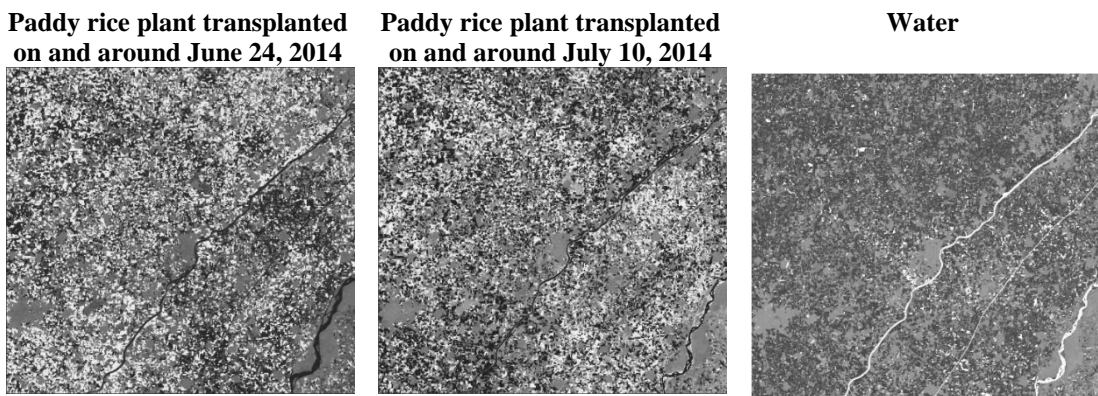 Paddy rice plant transplanted
on and around June 24, 2014
Paddy rice plant transplanted
on and around July 10, 2014
Water